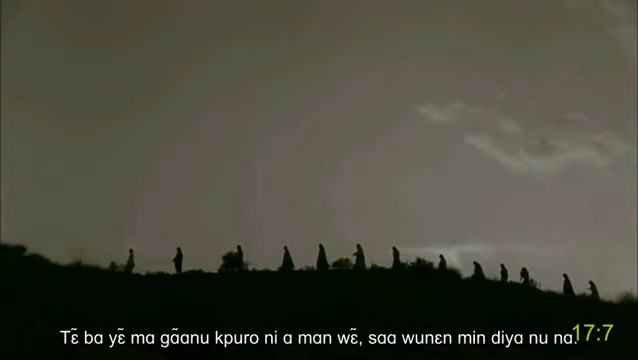 Tɛ̃ ba yɛ̃ ma gãanu kpuro ni a man wɛ̃, saa wunɛn min diya nu na.
17:7